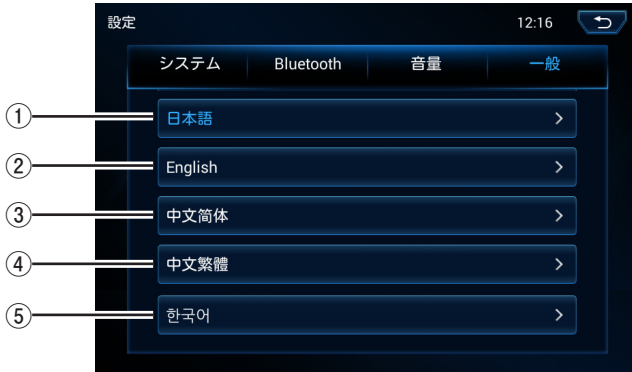 設定 12:16
システム Bluetooth 音量 一般
① 日本語
② English
③ 中文简体
④ 中文繁體
⑤ 한국어